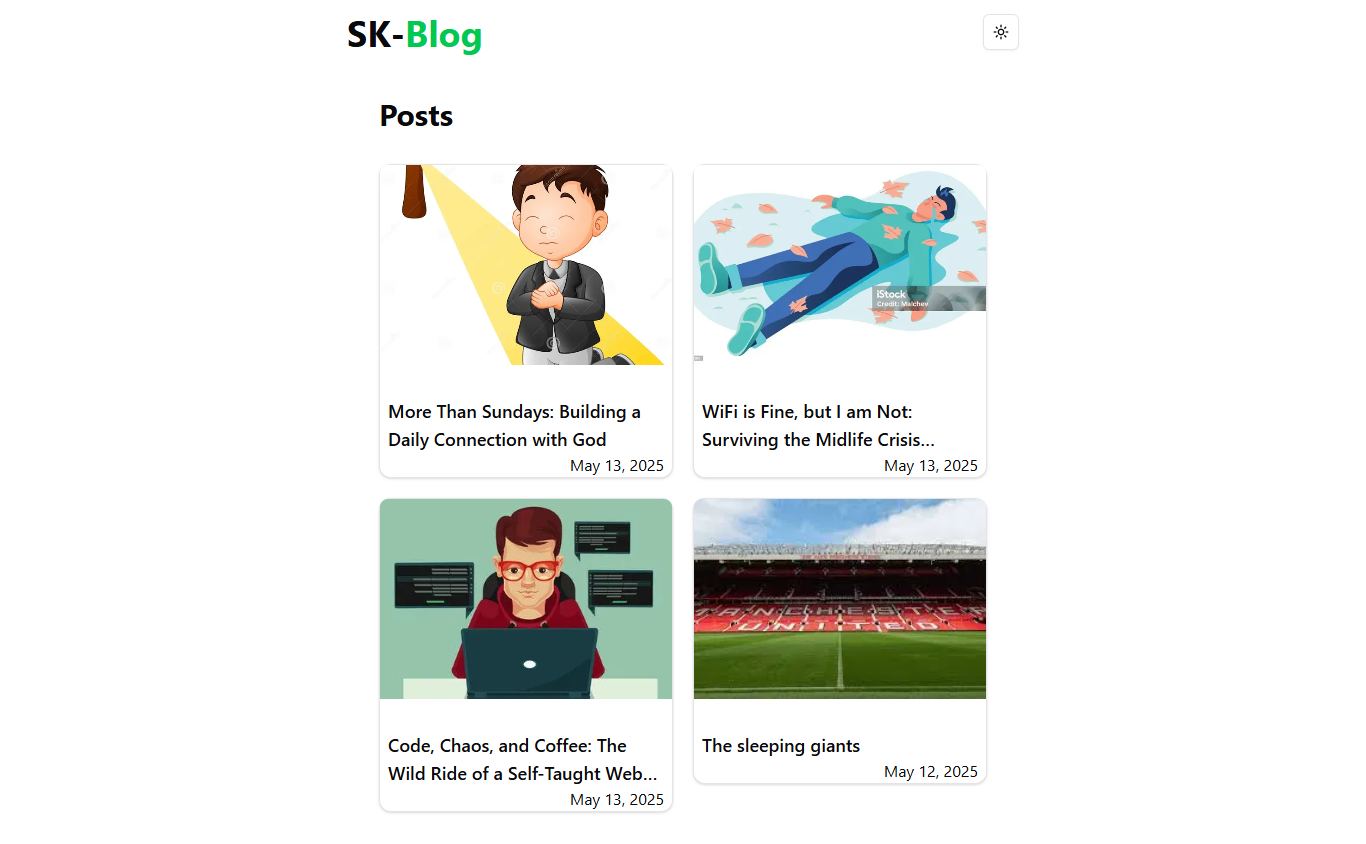 SK-Blog
Posts
More Than Sundays: Building a
Daily Connection with God
May 13, 2025
iStock
Credit: Malchev
WiFi is Fine, but I am Not:
Surviving the Midlife Crisis...
May 13, 2025
Code, Chaos, and Coffee: The
Wild Ride of a Self-Taught Web...
May 13, 2025
MANCHESTER
UNITED
The sleeping giants
May 12, 2025